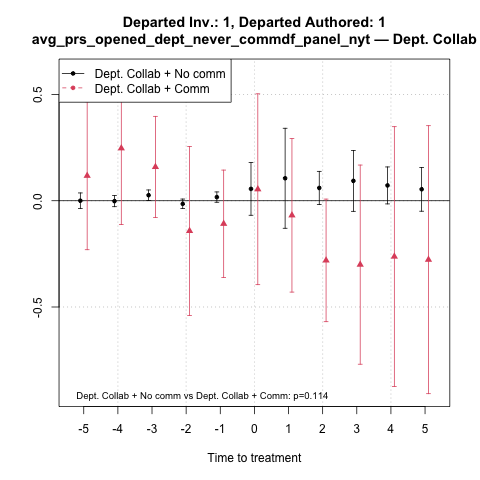 Departed Inv.: 1, Departed Authored: 1
avg_prs_opened_dept_never_commdf_panel_nyt — Dept. Collab
Dept. Collab + No comm
Dept. Collab + Comm
0.5
0.0
-0.5
Dept. Collab + No comm vs Dept. Collab + Comm: p=0.114
-5 -4 -3 -2 -1 0 1 2 3 4 5
Time to treatment